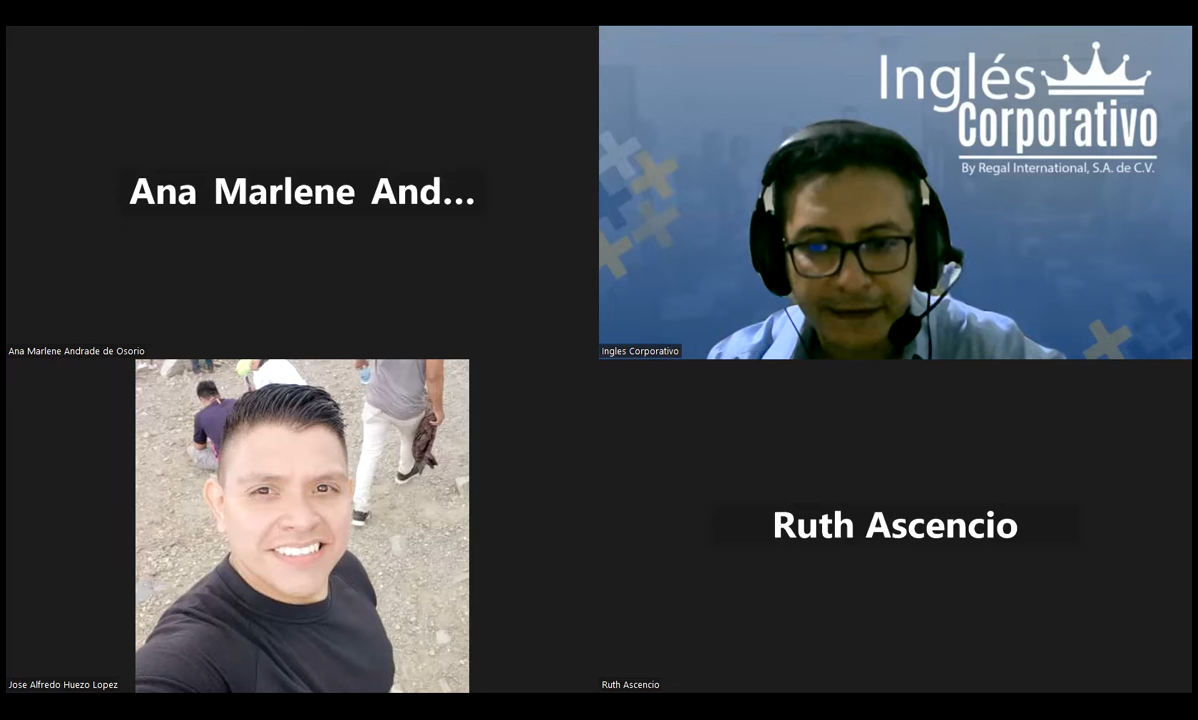 Ana Marlene And...
Ana Marlene Andrade de Osorio
Inglés
Corporativo
By Regal International, S.A. de C.V.
Ingles Corporativo
Jose Alfredo Huezo Lopez
Ruth Ascencio
Ruth Ascencio